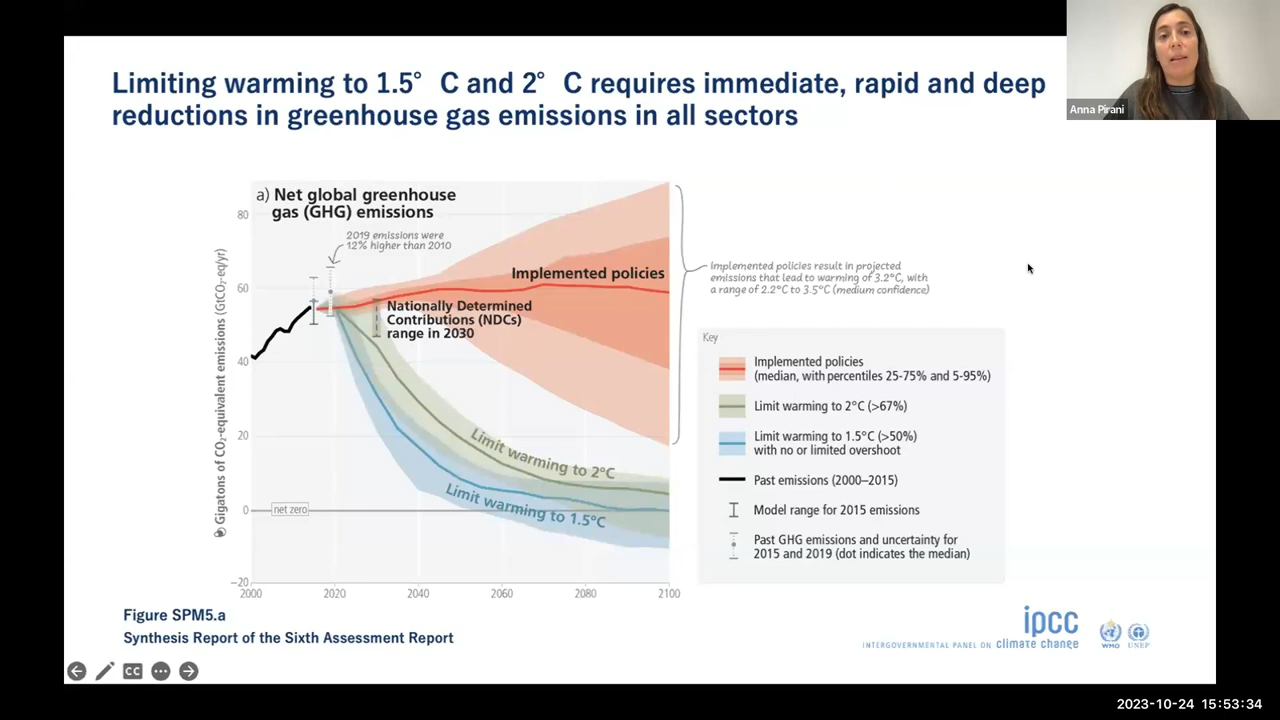 Limiting warming to 1.5° C and 2° C requires immediate, rapid and deep
reductions in greenhouse gas emissions in all sectors
Anna Pirani
a) Net global greenhouse
gas (GHG) emissions
2019 emissions were
12% higher than 2010
Gigatons of CO₂-equivalent emissions (GtCO₂-eq/yr)
80
60
40
20
0
−20
net zero
2000
2020
2040
2060
2080
2100
Implemented policies
Nationally Determined
Contributions (NDCs)
range in 2030
Limit warming to 2°C
Limit warming to 1.5°C
Implemented policies result in projected
emissions that lead to warming of 3.2°C, with
a range of 2.2°C to 3.5°C (medium confidence)
Key
Implemented policies
(median, with percentiles 25-75% and 5-95%)
Limit warming to 2°C (>67%)
Limit warming to 1.5°C (>50%)
with no or limited overshoot
Past emissions (2000–2015)
Model range for 2015 emissions
Past GHG emissions and uncertainty for
2015 and 2019 (dot indicates the median)
Figure SPM5.a
Synthesis Report of the Sixth Assessment Report
ipcc
INTERGOVERNMENTAL PANEL ON climate change
WMO
UNEP
CC
2023-10-24 15:53:34